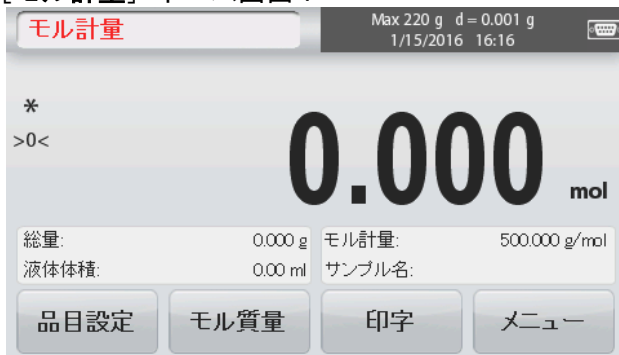 モル計量
Max 220 g d = 0.001 g
1/15/2016 16:16
*
>0<
0.000 mol
総量: 0.000 g モル計量: 500.000 g/mol
液体体積: 0.00 ml サンプル名:
品目設定 モル質量 印字 メニュー